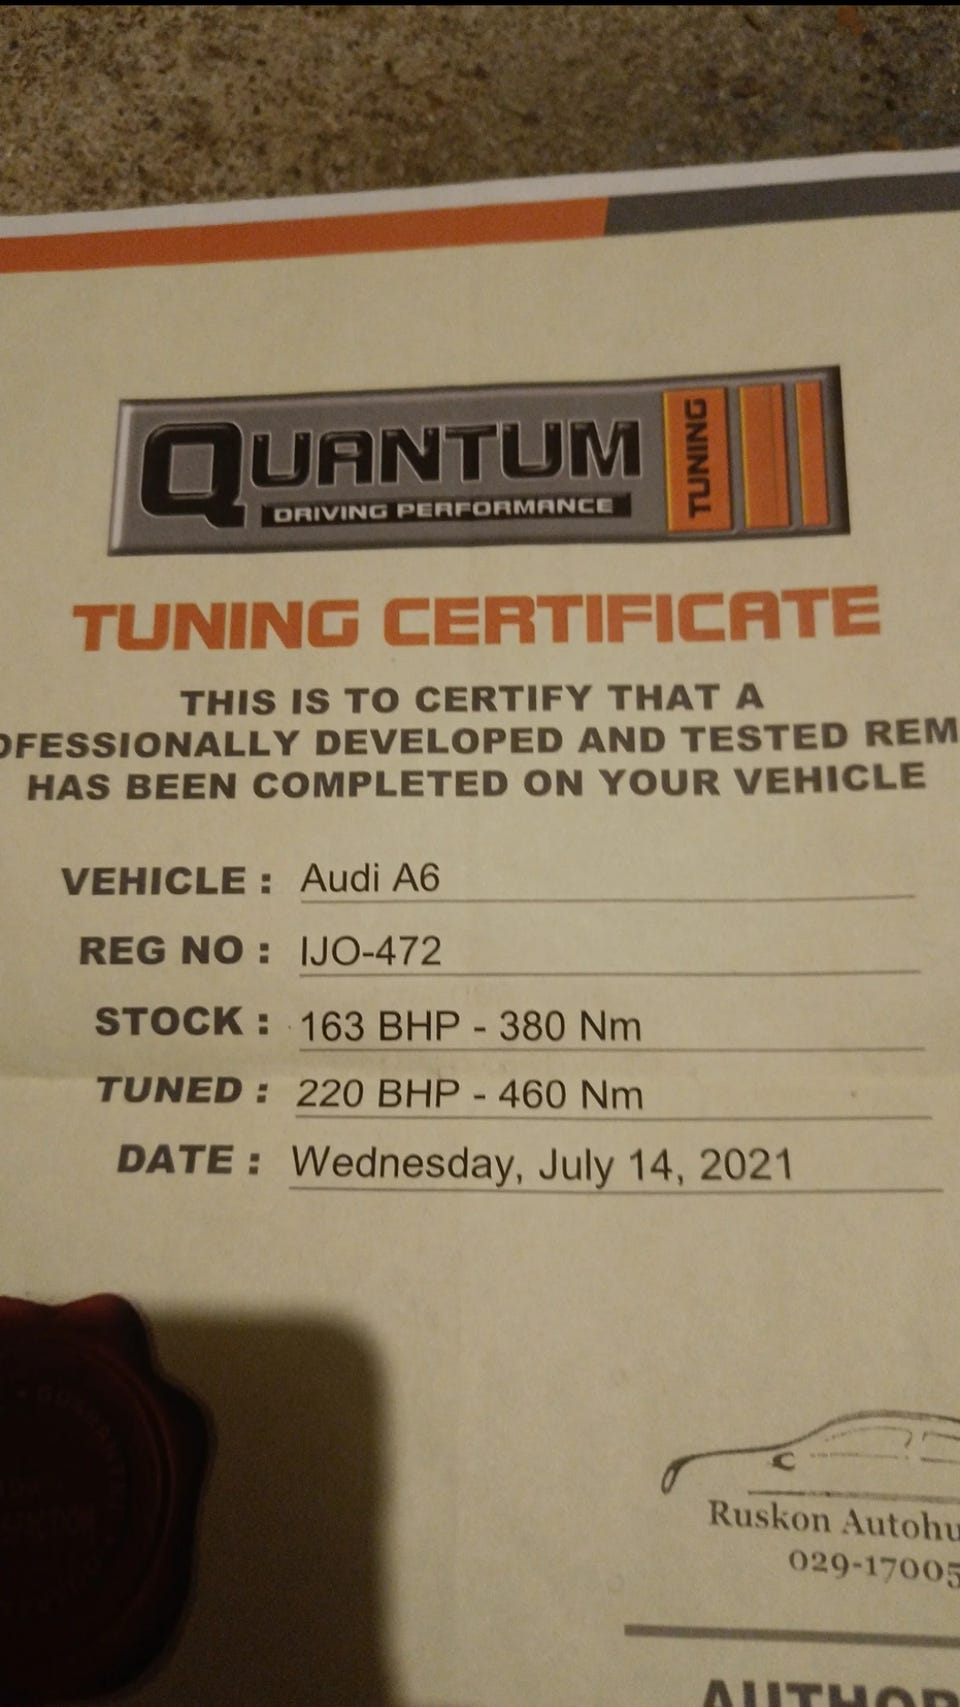 QUANTUM
DRIVING PERFORMANCE
TUNING
TUNING CERTIFICATE
THIS IS TO CERTIFY THAT A
OFESSIONALLY DEVELOPED AND TESTED REM
HAS BEEN COMPLETED ON YOUR VEHICLE
VEHICLE : Audi A6
REG NO : IJO-472
STOCK : 163 BHP - 380 Nm
TUNED : 220 BHP - 460 Nm
DATE : Wednesday, July 14, 2021
Ruskon Autohu
029-17005
AUTHOR